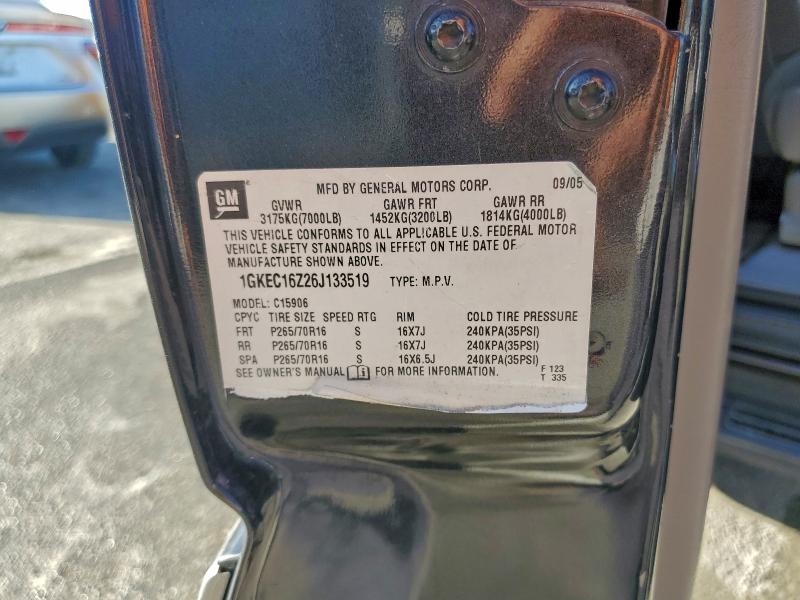 GM
MFD BY GENERAL MOTORS CORP. 09/05
GVWR GAWR FRT GAWR RR
3175KG(7000LB) 1452KG(3200LB) 1814KG(4000LB)
THIS VEHICLE CONFORMS TO ALL APPLICABLE U.S. FEDERAL MOTOR
VEHICLE SAFETY STANDARDS IN EFFECT ON THE DATE OF
MANUFACTURE SHOWN ABOVE.
1GKEC16Z26J133519 TYPE: M.P.V.
MODEL: C15906
CPYC TIRE SIZE SPEED RTG RIM COLD TIRE PRESSURE
FRT P265/70R16 S 16X7J 240KPA(35PSI)
RR P265/70R16 S 16X7J 240KPA(35PSI)
SPA P265/70R16 S 16X6.5J 240KPA(35PSI)
SEE OWNER'S MANUAL FOR MORE INFORMATION.
F 123
T 335